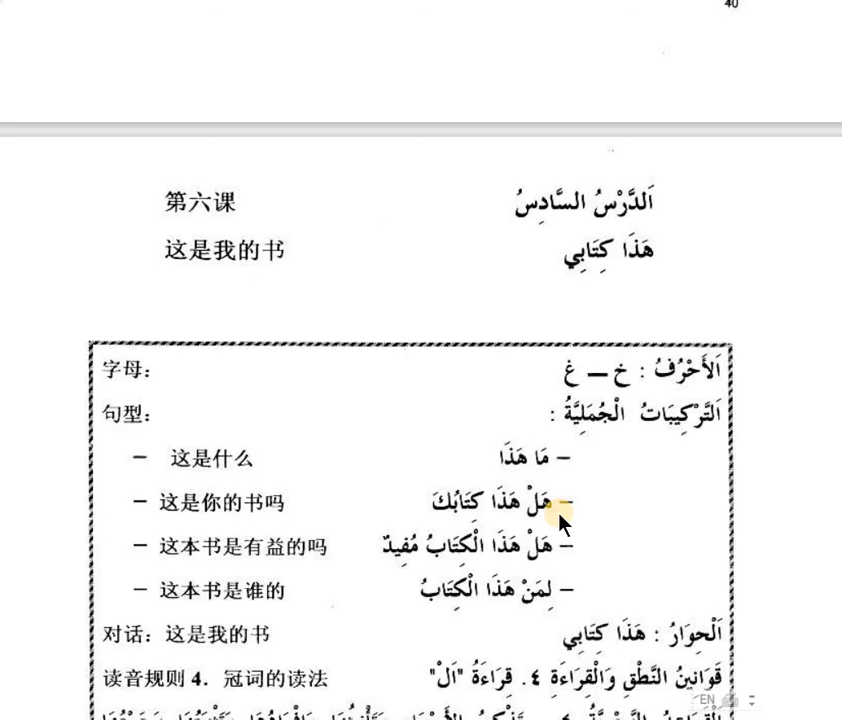 40
第六课 اَلدَّرْسُ السَّادِسُ
这是我的书 هَذَا كِتَابِي
字母: اَلأَحْرُفُ : خ — غ
句型: اَلتَّرْكِيبَاتُ الْجُمَلِيَّةُ :
— 这是什么 — مَا هَذَا
— 这是你的书吗 — هَلْ هَذَا كِتَابُكَ
— 这本书是有益的吗 — هَلْ هَذَا الْكِتَابُ مُفِيدٌ
— 这本书是谁的 — لِمَنْ هَذَا الْكِتَابُ
对话: 这是我的书 اَلْحِوَارُ : هَذَا كِتَابِي
读音规则 4. 冠词的读法 قَوَانِينُ النُّطْقِ وَالْقِرَاءَةِ ٤. قِرَاءَةُ "اَلْ"
EN